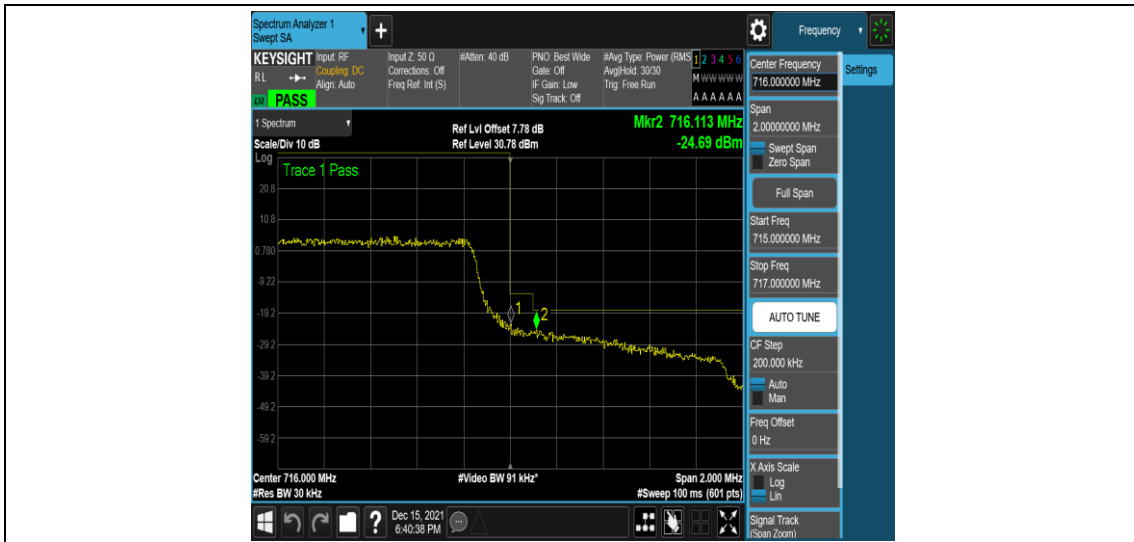 Spectrum Analyzer 1
Swept SA
+
Frequency
KEYSIGHT
RL
PASS
Input: RF
Coupling: DC
Align: Auto
Input Z: 50 Ω
Corrections: Off
Freq Ref: Int (S)
#Atten: 40 dB
PNO: Best Wide
Gate: Off
IF Gain: Low
Sig Track: Off
#Avg Type: Power (RMS
Avg|Hold: 30/30
Trig: Free Run
1 2 3 4 5 6
M W W W W W
A A A A A A
1 Spectrum
Scale/Div 10 dB
Ref Lvl Offset 7.78 dB
Ref Level 30.78 dBm
Mkr2 716.113 MHz
-24.69 dBm
Log
Trace 1 Pass
20.8
10.8
0.780
-9.22
-19.2
-29.2
-39.2
-49.2
-59.2
1
2
Center 716.000 MHz
#Res BW 30 kHz
#Video BW 91 kHz*
Span 2.000 MHz
#Sweep 100 ms (601 pts)
Center Frequency
716.000000 MHz
Settings
Span
2.00000000 MHz
Swept Span
Zero Span
Full Span
Start Freq
715.000000 MHz
Stop Freq
717.000000 MHz
AUTO TUNE
CF Step
200.000 kHz
Auto
Man
Freq Offset
0 Hz
X Axis Scale
Log
Lin
Signal Track
(Span Zoom)
?
Dec 15, 2021
6:40:38 PM